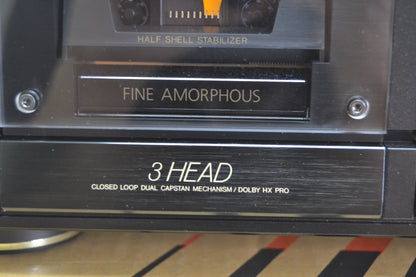 HALF SHELL STABILIZER
FINE AMORPHOUS
3 HEAD
CLOSED LOOP DUAL CAPSTAN MECHANISM / DOLBY HX PRO